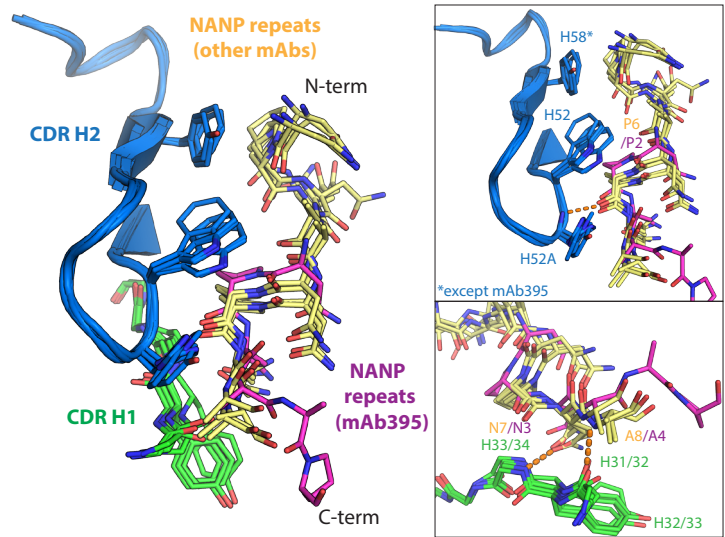 NANP repeats
(other mAbs)
N-term
CDR H2
CDR H1
NANP
repeats
(mAb395)
C-term
H58*
H52
P6
/P2
H52A
*except mAb395
N7/N3
A8/A4
H33/34
H31/32
H32/33